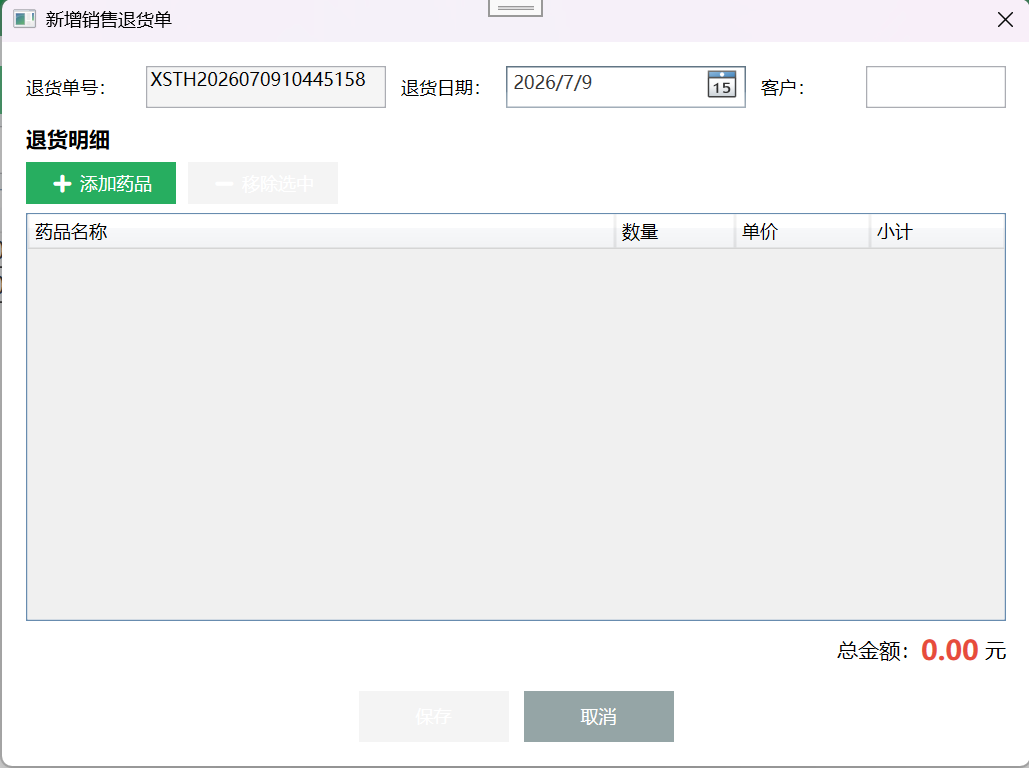 新增销售退货单
退货单号： XSTH2026070910445158 退货日期： 2026/7/9 15 客户：
退货明细
添加药品 移除选中
药品名称 数量 单价 小计
总金额：0.00 元
保存 取消